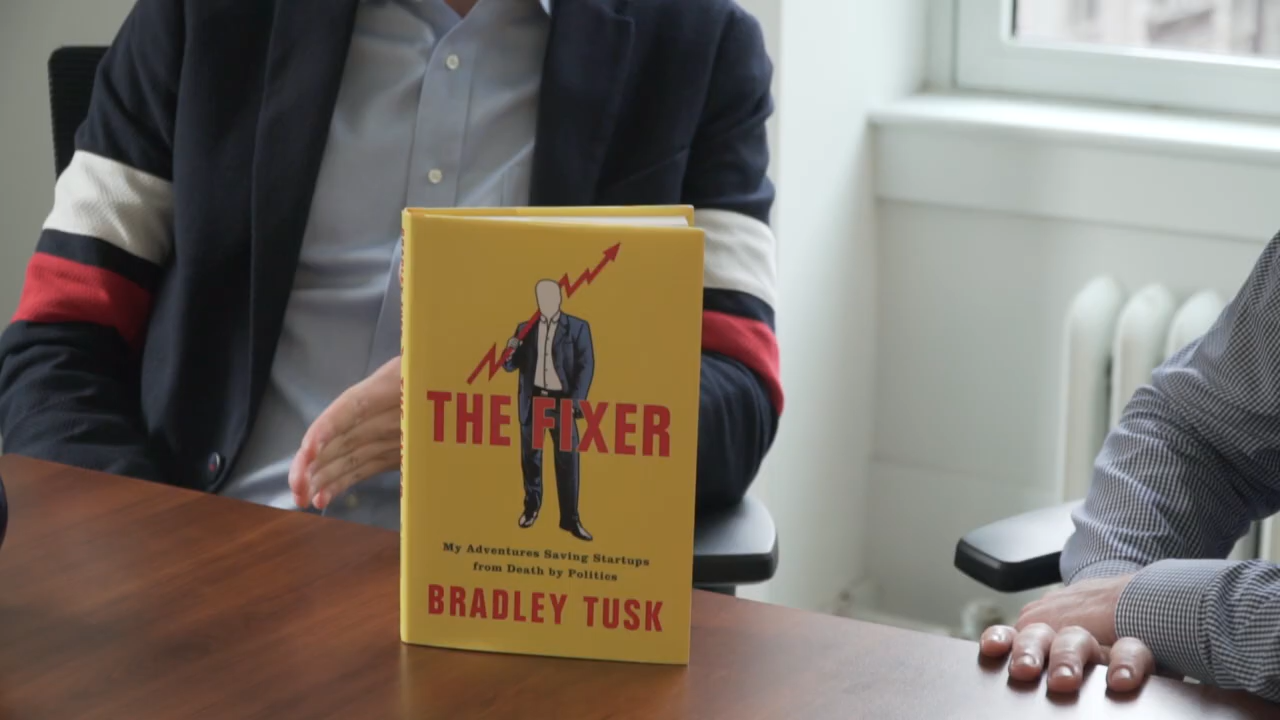 THE FIXER
My Adventures Saving Startups
from Death by Politics
BRADLEY TUSK